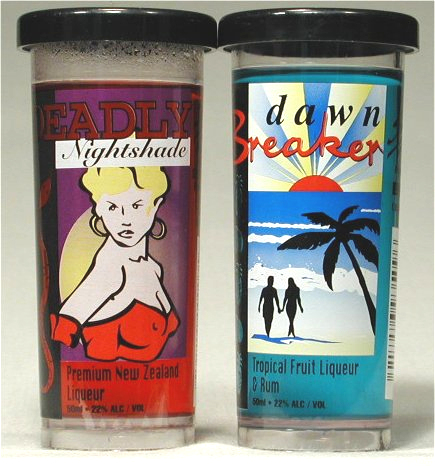 DEADLY
Nightshade
Premium New Zealand
Liqueur
50ml • 22% ALC / VOL
dawn
Breaker
Tropical Fruit Liqueur
& Rum
50ml • 22% ALC / VOL